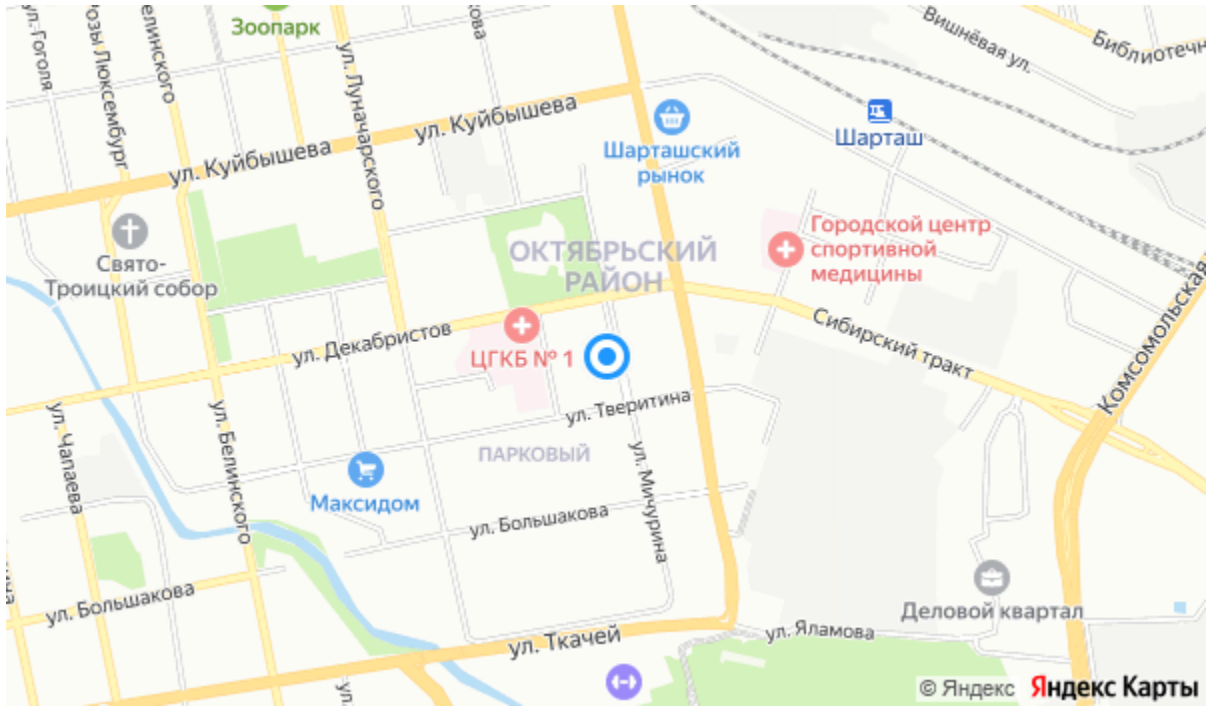 Зоопарк
ул. Гоголя
Розы Люксембург
елинского
ул. Луначарского
кова
Вишнёвая ул.
Библиотечн
ул. Куйбышева
ул. Куйбышева
Шарташский
рынок
Шарташ
Свято-
Троицкий собор
ОКТЯБРЬСКИЙ
РАЙОН
Городской центр
спортивной
медицины
Комсомольская
ул. Декабристов
ЦГКБ № 1
Сибирский тракт
ул. Тверитина
ул. Чапаева
ул. Белинского
ПАРКОВЫЙ
ул. Мичурина
Максидом
ул. Большакова
ул. Большакова
Деловой квартал
ул. Ткачей
ул. Яламова
ул.
© Яндекс Яндекс Карты